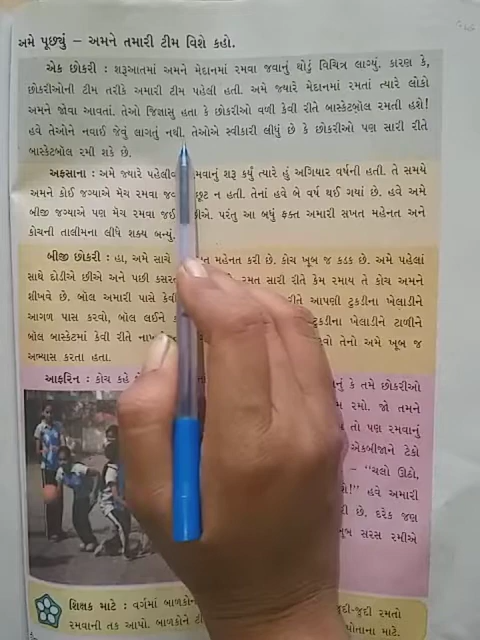 અમે પૂછ્યું – અમને તમારી ટીમ વિશે કહો.
એક છોકરી : શરૂઆતમાં અમને મેદાનમાં રમવા જવાનું થોડું વિચિત્ર લાગ્યું. કારણ કે,
છોકરીઓની ટીમ તરીકે અમારી ટીમ પહેલી હતી. અમે જ્યારે મેદાનમાં રમતાં ત્યારે લોકો
અમને જોવા આવતાં. તેઓ જિજ્ઞાસુ હતા કે છોકરીઓ વળી કેવી રીતે બાસ્કેટબૉલ રમતી હશે!
હવે તેઓને નવાઈ જેવું લાગતું નથી. તેઓએ સ્વીકારી લીધું છે કે છોકરીઓ પણ સારી રીતે
બાસ્કેટબોલ રમી શકે છે.
અફસાના : અમે જ્યારે પહેલીવ રમવાનું શરૂ કર્યું ત્યારે હું અગિયાર વર્ષની હતી. તે સમયે
અમને કોઈ જગ્યાએ મેચ રમવા જવ છૂટ ન હતી. તેનાં હવે બે વર્ષ થઈ ગયાં છે. હવે અમે
બીજી જગ્યાએ પણ મેચ રમવા જઈ છીએ. પરંતુ આ બધું ફક્ત અમારી સખત મહેનત અને
કોચની તાલીમના લીધે શક્ય બન્યું.
બીજી છોકરી : હા, અમે સાથે મહેનત કરી છે. કોચ ખૂબ જ કડક છે. અમે પહેલાં
સાથે દોડીએ છીએ અને પછી કસર રમત સારી રીતે કેમ રમાય તે કોચ અમને
શીખવે છે. બોલ અમારી પાસે કેવી રીતે આપણી ટુકડીના ખેલાડીને
આગળ પાસ કરવો, બોલ લઈને ટુકડીના ખેલાડીને ટાળીને
બોલ બાસ્કેટમાં કેવી રીતે તેનો અમે ખૂબ જ
અભ્યાસ કરતા હતા.
આફરિન : કોચ કહે કે તમે છોકરીઓ
રમો. જો તમને
તો પણ રમવાનું
એકબીજાને ટેકો
– “ચલો ઊઠો,
હવે અમારી
છે. દરેક જણ
સરસ રમીએ
શિક્ષક માટે : વર્ગમાં બાળકોન જુદી-જુદી રમતો
રમવાની તક આપો. બાળકોને પોતાના માટે.